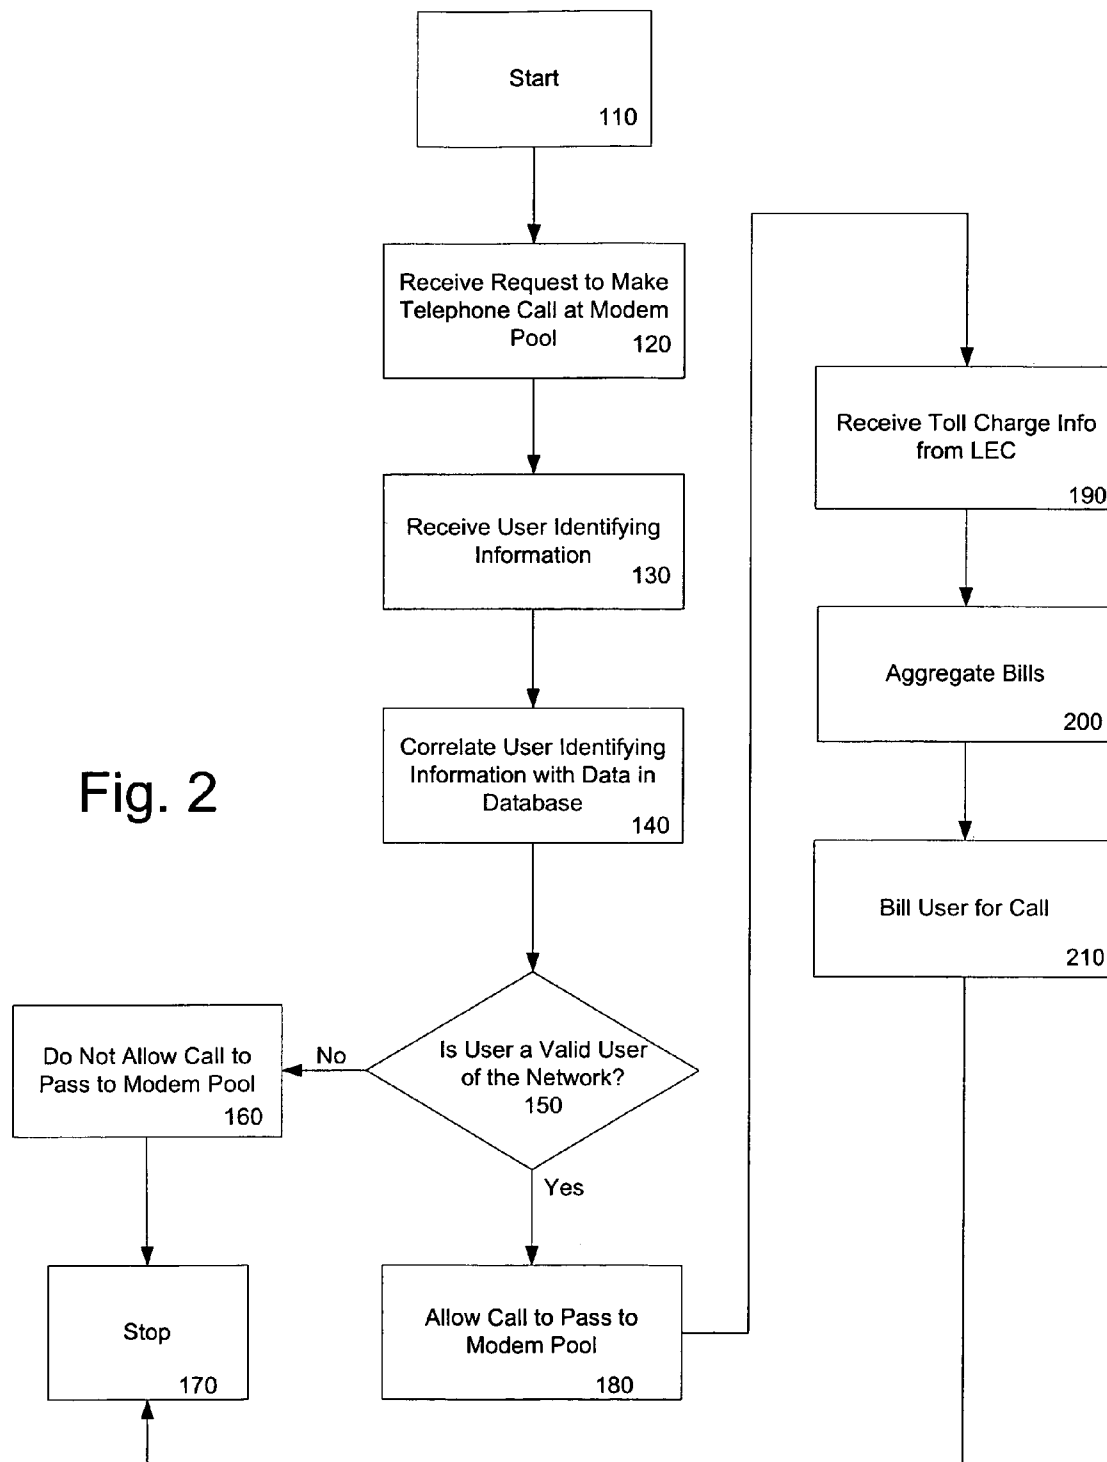 Start
110
Receive Request to Make
Telephone Call at Modem
Pool
120
Receive User Identifying
Information
130
Correlate User Identifying
Information with Data in
Database
140
Fig. 2
Is User a Valid User
of the Network?
150
No
Yes
Do Not Allow Call to
Pass to Modem Pool
160
Stop
170
Allow Call to Pass to
Modem Pool
180
Receive Toll Charge Info
from LEC
190
Aggregate Bills
200
Bill User for Call
210